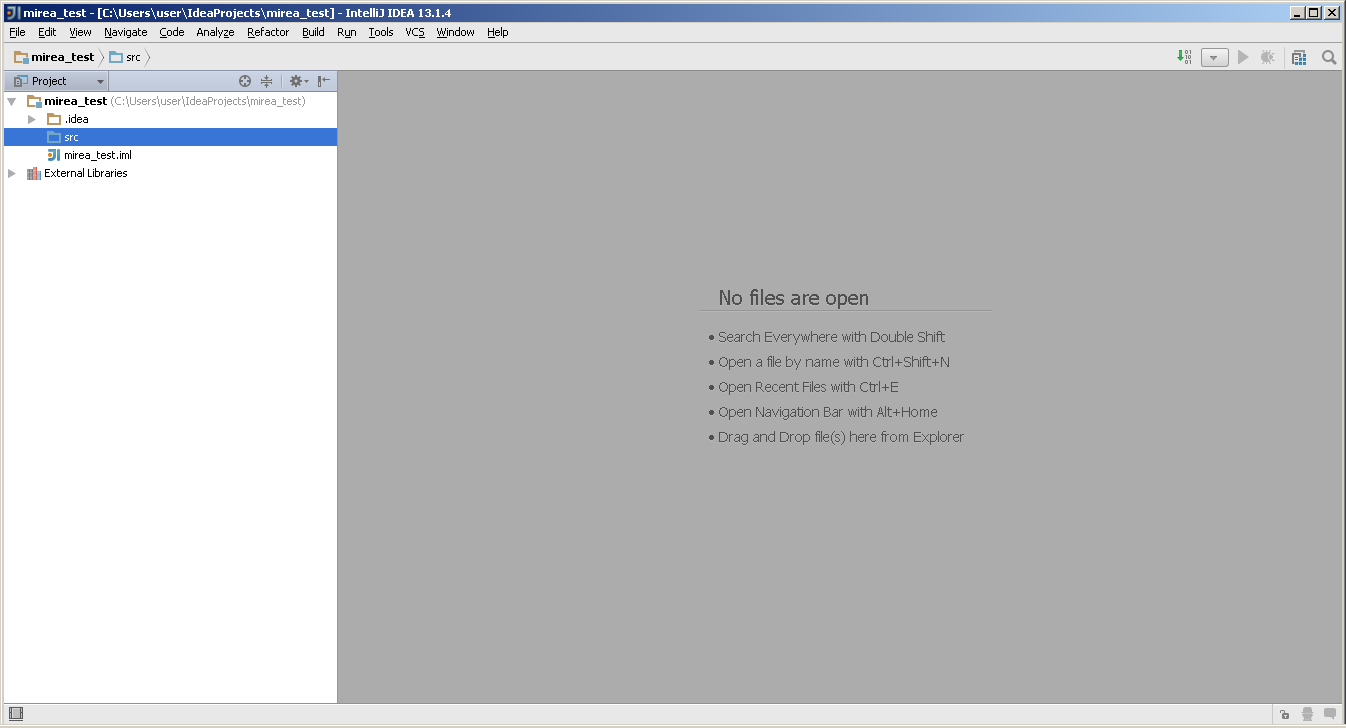 mirea_test - [C:\Users\user\IdeaProjects\mirea_test] - IntelliJ IDEA 13.1.4
File Edit View Navigate Code Analyze Refactor Build Run Tools VCS Window Help
mirea_test src
Project
mirea_test (C:\Users\user\IdeaProjects\mirea_test)
.idea
src
mirea_test.iml
External Libraries
No files are open
• Search Everywhere with Double Shift
• Open a file by name with Ctrl+Shift+N
• Open Recent Files with Ctrl+E
• Open Navigation Bar with Alt+Home
• Drag and Drop file(s) here from Explorer